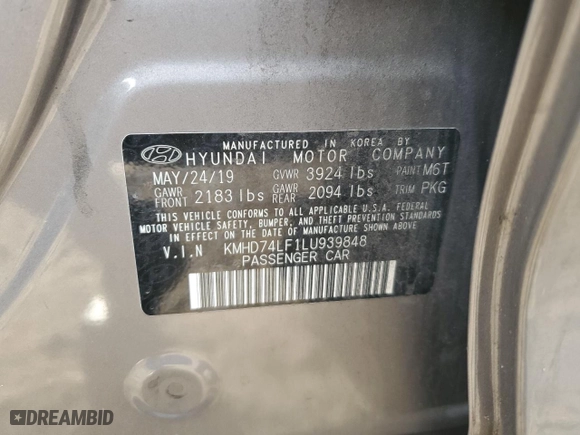 MANUFACTURED IN KOREA BY
HYUNDAI MOTOR COMPANY
MAY/24/19 GVWR 3924 lbs PAINT M6T
GAWR FRONT 2183 lbs GAWR REAR 2094 lbs TRIM PKG
THIS VEHICLE CONFORMS TO ALL APPLICABLE U.S.A. FEDERAL
MOTOR VEHICLE SAFETY, BUMPER, AND THEFT PREVENTION STANDARDS
IN EFFECT ON THE DATE OF MANUFACTURE SHOWN ABOVE.
V.I.N KMHD74LF1LU939848
PASSENGER CAR
DREAMBID